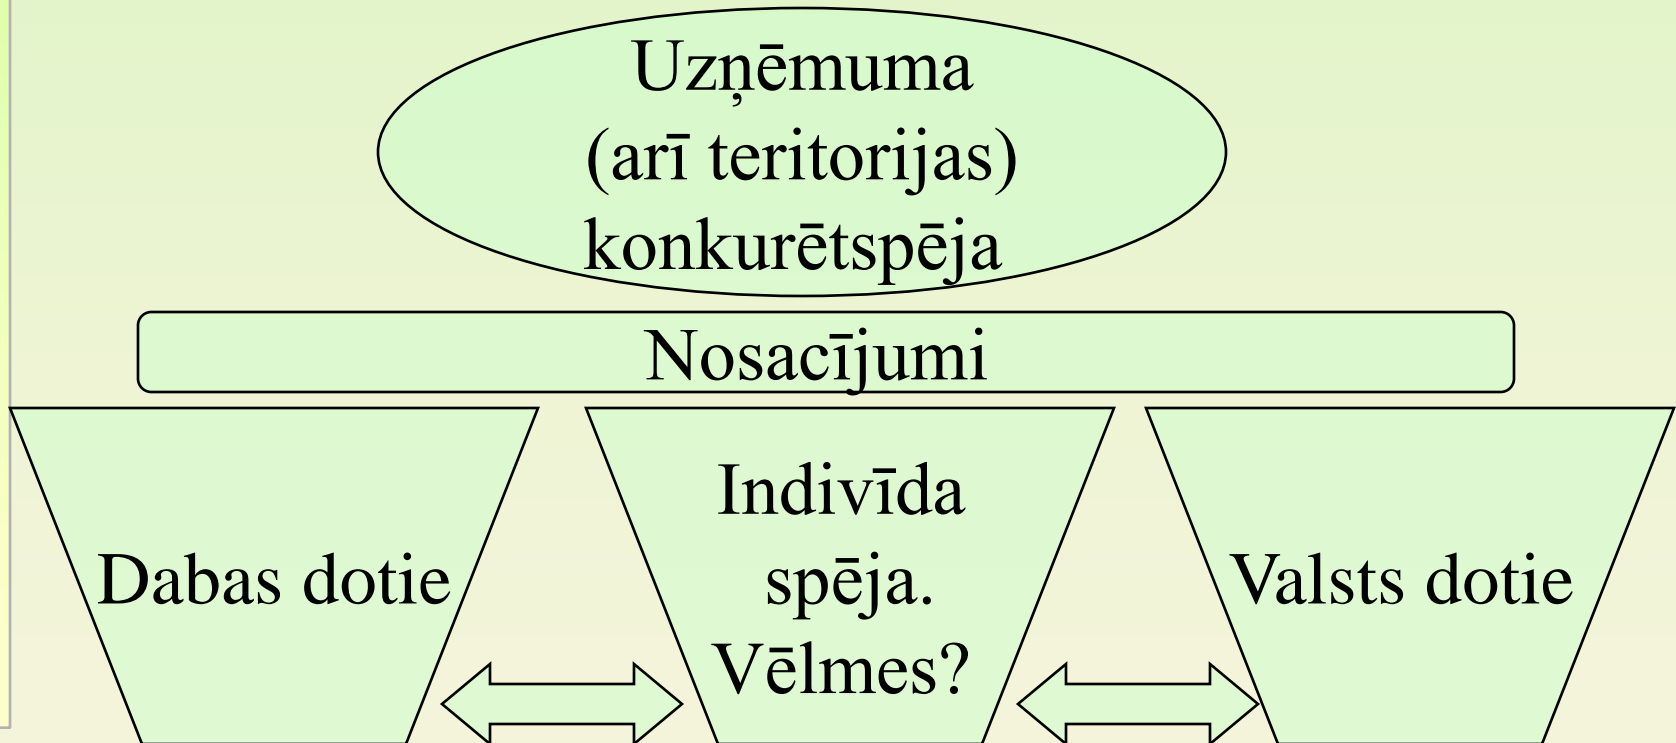 Uzņēmuma
(arī teritorijas)
konkurētspēja
Nosacījumi
Dabas dotie
Indivīda
spēja.
Vēlmes?
Valsts dotie